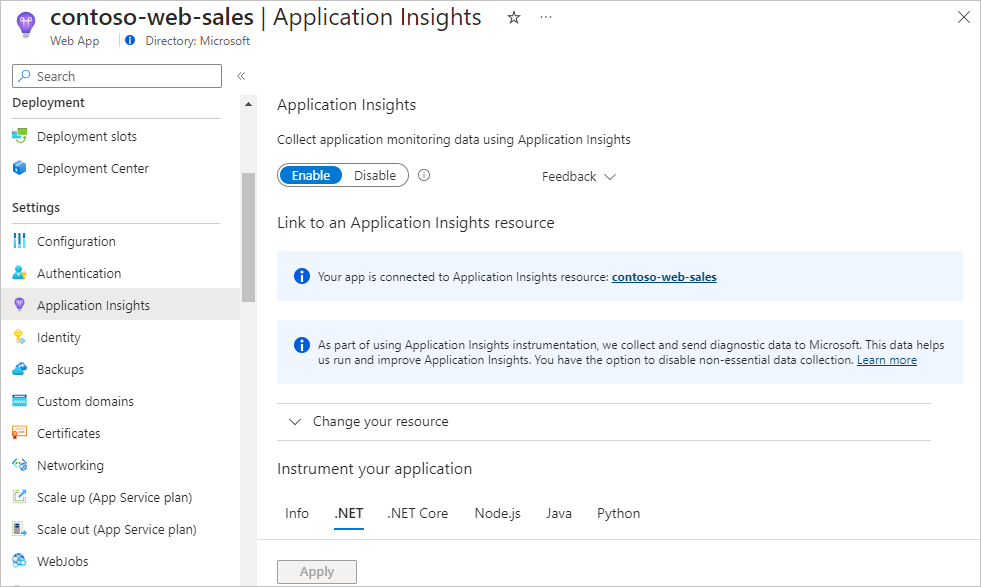 contoso-web-sales | Application Insights
Web App
Directory: Microsoft
Search
Deployment
Deployment slots
Deployment Center
Settings
Configuration
Authentication
Application Insights
Identity
Backups
Custom domains
Certificates
Networking
Scale up (App Service plan)
Scale out (App Service plan)
WebJobs
Application Insights
Collect application monitoring data using Application Insights
Enable Disable
Feedback
Link to an Application Insights resource
Your app is connected to Application Insights resource: contoso-web-sales
As part of using Application Insights instrumentation, we collect and send diagnostic data to Microsoft. This data helps
us run and improve Application Insights. You have the option to disable non-essential data collection. Learn more
Change your resource
Instrument your application
Info .NET .NET Core Node.js Java Python
Apply